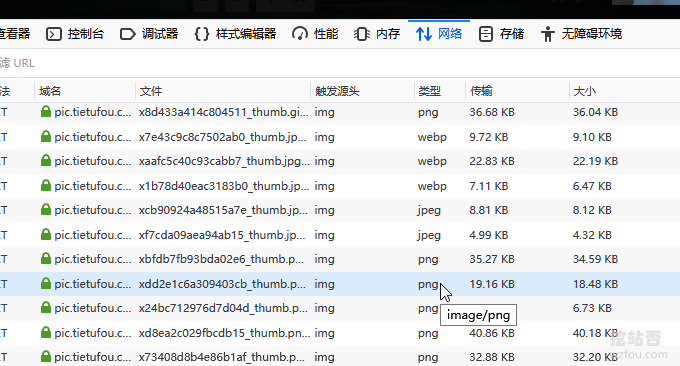 查看器 控制台 调试器 样式编辑器 性能 内存 网络 存储 无障碍环境
滤 URL
法 域名 文件 触发源头 类型 传输 大小
T pic.tietufou.c... x8d433a414c804511_thumb.gi... img png 36.68 KB 36.04 KB
T pic.tietufou.c... x7e43c9c8c7502ab0_thumb.jp... img webp 9.72 KB 9.10 KB
T pic.tietufou.c... xaafc5c40c93cabb7_thumb.jpg... img webp 22.83 KB 22.19 KB
T pic.tietufou.c... x1b78d40eac3183b0_thumb.jp... img webp 7.11 KB 6.47 KB
T pic.tietufou.c... xcb90924a48515a7e_thumb.jp... img jpeg 8.81 KB 8.12 KB
T pic.tietufou.c... xf7cda09aea94ab15_thumb.jp... img jpeg 4.99 KB 4.32 KB
T pic.tietufou.c... xbfdb7fb93bda02e6_thumb.p... img png 35.27 KB 34.59 KB
T pic.tietufou.c... xdd2e1c6a309403cb_thumb.p... img png 19.16 KB 18.48 KB
T pic.tietufou.c... x24bc712976d7d04d_thumb.p... img png 6.73 KB
image/png
T pic.tietufou.c... xd8ea2c029fbcdb15_thumb.pn... img png 40.86 KB 40.18 KB
T pic.tietufou.c... x73408d8b4e86b1af_thumb.p... img png 32.88 KB 32.20 KB
挖站否
wzfou.com